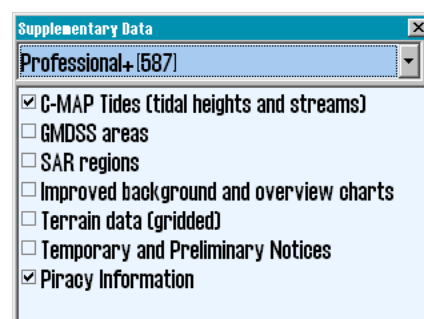 Supplementary Data
Professional+ [587]
C-MAP Tides (tidal heights and streams)
GMDSS areas
SAR regions
Improved background and overview charts
Terrain data (gridded)
Temporary and Preliminary Notices
Piracy Information